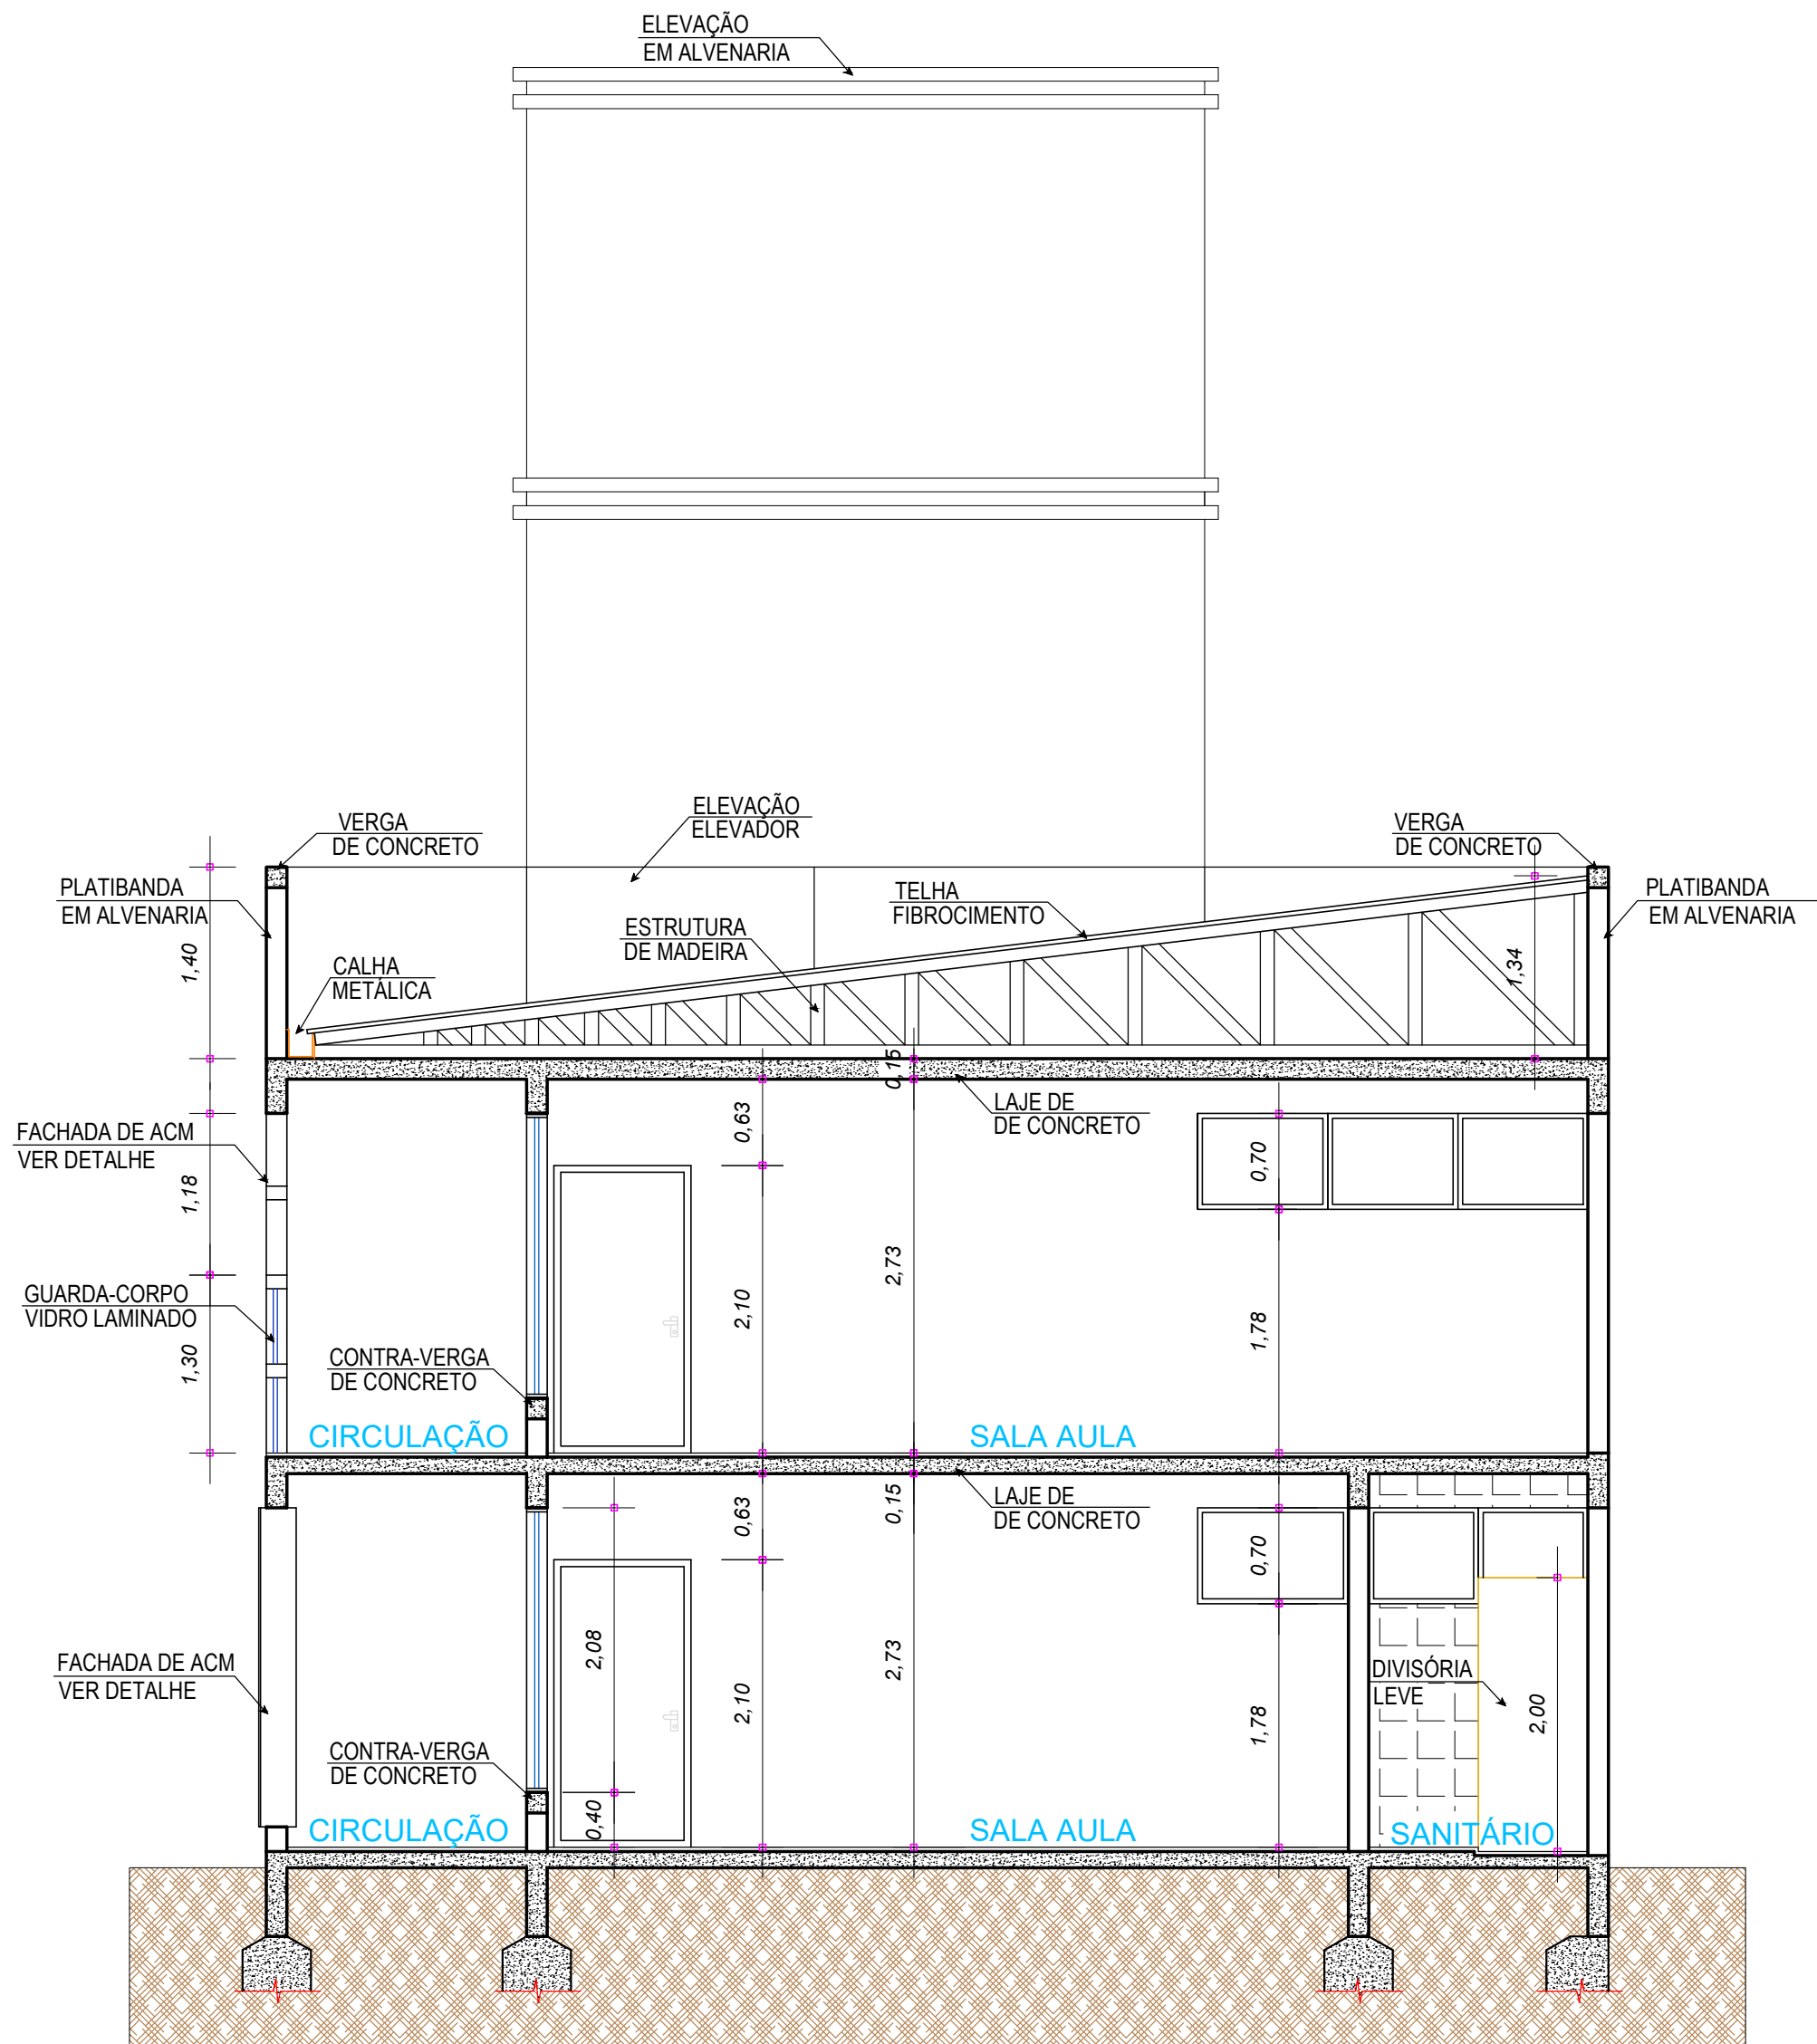 ELEVAÇÃO
EM ALVENARIA
ELEVAÇÃO
ELEVADOR
VERGA
DE CONCRETO
VERGA
DE CONCRETO
PLATIBANDA
EM ALVENARIA
TELHA
FIBROCIMENTO
PLATIBANDA
EM ALVENARIA
ESTRUTURA
DE MADEIRA
CALHA
METÁLICA
1,40
1,34
0,15
LAJE DE
DE CONCRETO
FACHADA DE ACM
VER DETALHE
0,63
0,70
1,18
2,73
GUARDA-CORPO
VIDRO LAMINADO
2,10
1,78
1,30
CONTRA-VERGA
DE CONCRETO
CIRCULAÇÃO
SALA AULA
LAJE DE
DE CONCRETO
0,63
0,15
0,70
2,08
2,73
FACHADA DE ACM
VER DETALHE
DIVISÓRIA
LEVE
2,10
1,78
2,00
CONTRA-VERGA
DE CONCRETO
0,40
CIRCULAÇÃO
SALA AULA
SANITÁRIO